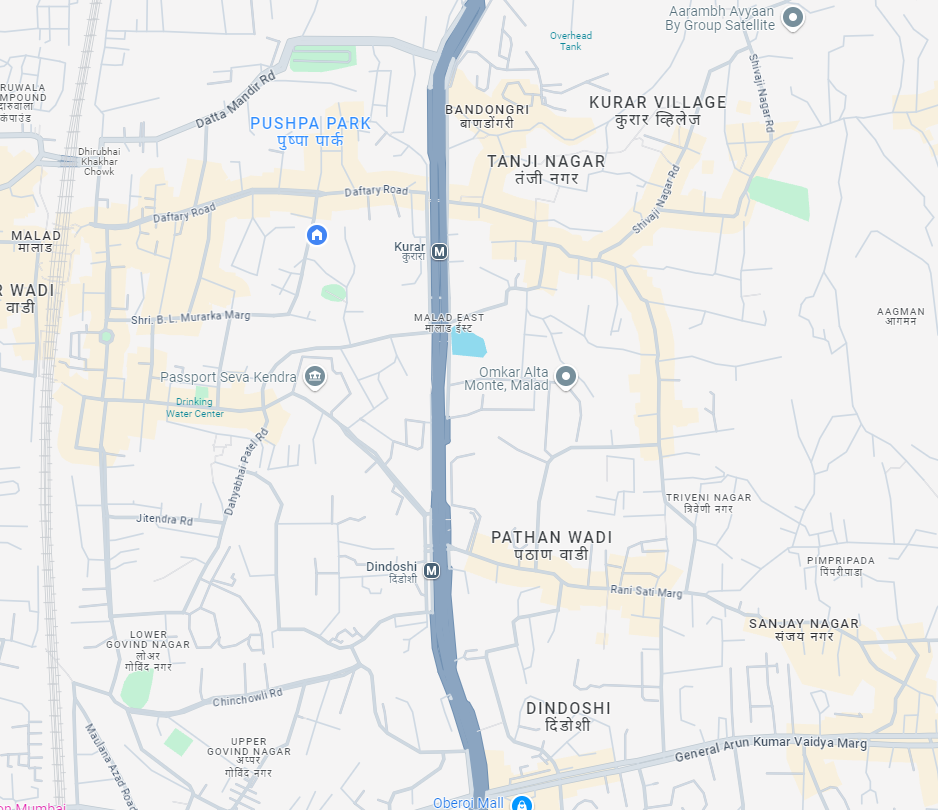 Aarambh Avyaan
By Group Satellite
Overhead
Tank
RUWALA
MPOUND
दारुवाला
कंपाउंड
Datta Mandir Rd
Shivaji Nagar Rd
BANDONGRI
बाणडोंगरी
KURAR VILLAGE
कुरार व्हिलेज
PUSHPA PARK
पुष्पा पार्क
Dhirubhai
Khakhar
Chowk
TANJI NAGAR
तंजी नगर
Daftary Road
Daftary Road
Shivaji Nagar Rd
MALAD
मालाड
Kurar
कुरार
M
R WADI
वाडी
Shri. B. L. Murarka Marg
MALAD EAST
मालाड ईस्ट
AAGMAN
आगमन
Passport Seva Kendra
Omkar Alta
Monte, Malad
Drinking
Water Center
Dahyabhai Patel Rd
Jitendra Rd
TRIVENI NAGAR
त्रिवेणी नगर
PATHAN WADI
पठाण वाडी
Dindoshi
दिंडोशी
M
PIMPRIPADA
पिंपरीपाडा
Rani Sati Marg
SANJAY NAGAR
संजय नगर
LOWER
GOVIND NAGAR
लोअर
गोविंद नगर
Chinchowli Rd
DINDOSHI
दिंडोशी
Maulana Azad Road
UPPER
GOVIND NAGAR
अप्पर
गोविंद नगर
General Arun Kumar Vaidya Marg
Oberoi Mall
on Mumbai